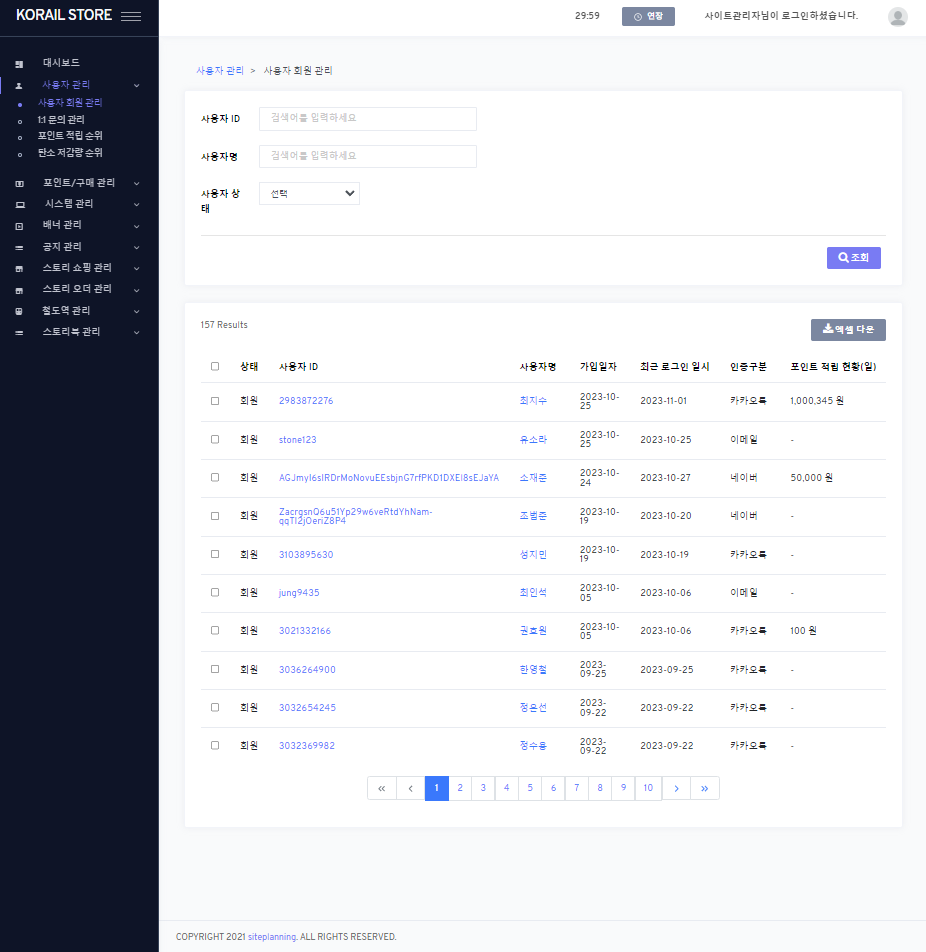 KORAIL STORE
29:59
연장
사이트관리자님이 로그인하셨습니다.
대시보드
사용자 관리
사용자 회원 관리
1:1 문의 관리
포인트 적립 순위
탄소 저감량 순위
포인트/구매 관리
시스템 관리
배너 관리
공지 관리
스토리 쇼핑 관리
스토리 오더 관리
철도역 관리
스토리북 관리
사용자 관리 > 사용자 회원 관리
사용자 ID 검색어를 입력하세요
사용자명 검색어를 입력하세요
사용자 상태 선택
조회
157 Results
엑셀 다운
상태 사용자 ID 사용자명 가입일자 최근 로그인 일시 인증구분 포인트 적립 현황(일)
회원 2983872276 최지수 2023-10-25 2023-11-01 카카오톡 1,000,345 원
회원 stone123 유소라 2023-10-25 2023-10-25 이메일 -
회원 소재준 2023-10-24 2023-10-27 네이버 50,000 원
회원 조범준 2023-10-19 2023-10-20 네이버 -
회원 3103895630 성지민 2023-10-19 2023-10-19 카카오톡 -
회원 jung9435 최인석 2023-10-05 2023-10-06 이메일 -
회원 3021332166 권효원 2023-10-05 2023-10-06 카카오톡 100 원
회원 3036264900 한영철 2023-09-25 2023-09-25 카카오톡 -
회원 3032654245 정은선 2023-09-22 2023-09-22 카카오톡 -
회원 3032369982 정수용 2023-09-22 2023-09-22 카카오톡 -
« ‹ 1 2 3 4 5 6 7 8 9 10 › »
COPYRIGHT 2021 siteplanning. ALL RIGHTS RESERVED.